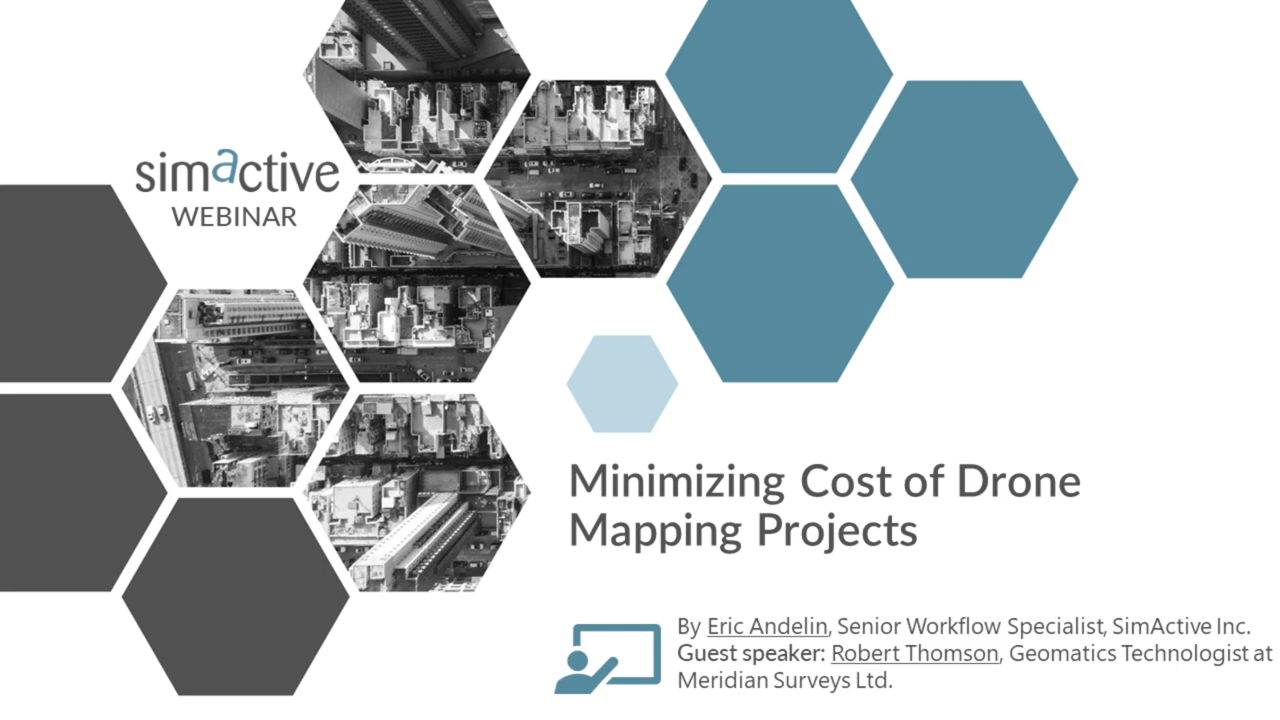 simactive
WEBINAR
Minimizing Cost of Drone
Mapping Projects
By Eric Andelin, Senior Workflow Specialist, SimActive Inc.
Guest speaker: Robert Thomson, Geomatics Technologist at
Meridian Surveys Ltd.